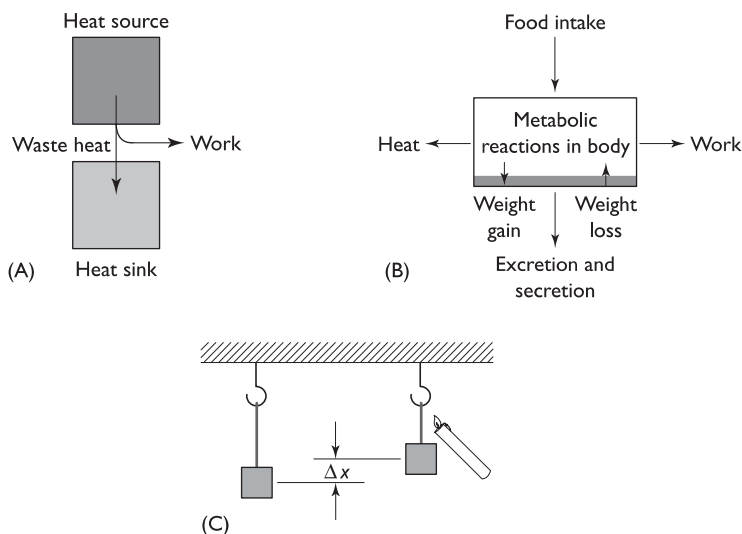 Heat source
Waste heat
Work
Heat sink
(A)
Food intake
Metabolic
reactions in body
Heat
Work
Weight
gain
Weight
loss
Excretion and
secretion
(B)
Δx
(C)